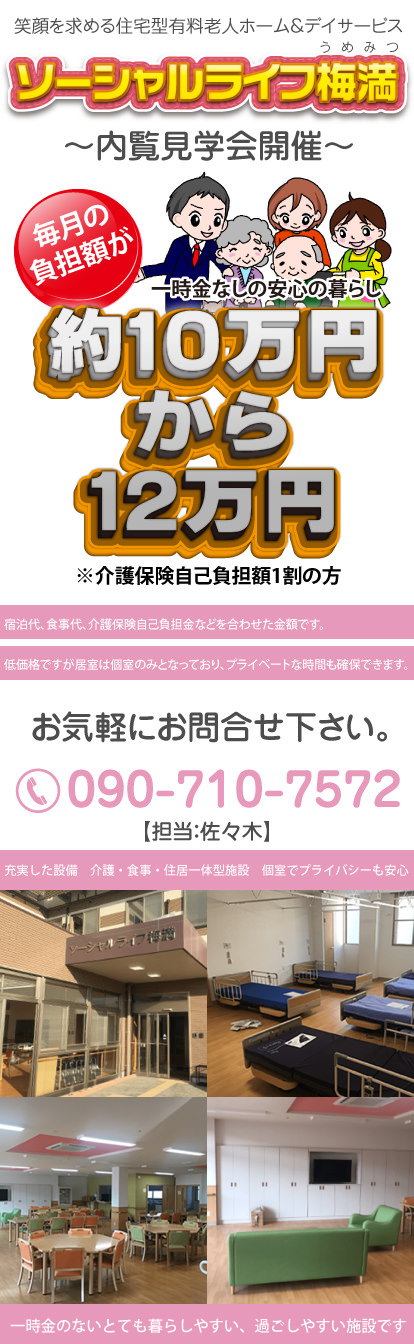 笑顔を求める住宅型有料老人ホーム&デイサービス
うめみつ
ソーシャルライフ梅満
～内覧見学会開催～
毎月の
負担額が
一時金なしの安心の暮らし
約10万円
から
12万円
※介護保険自己負担額1割の方
宿泊代、食事代、介護保険自己負担金などを合わせた金額です。
低価格ですが居室は個室のみとなっており、プライベートな時間も確保できます。
お気軽にお問合せ下さい。
090-710-7572
【担当:佐々木】
充実した設備　介護・食事・住居一体型施設　個室でプライバシーも安心
ソーシャルライフ梅満
一時金のないとても暮らしやすい、過ごしやすい施設です